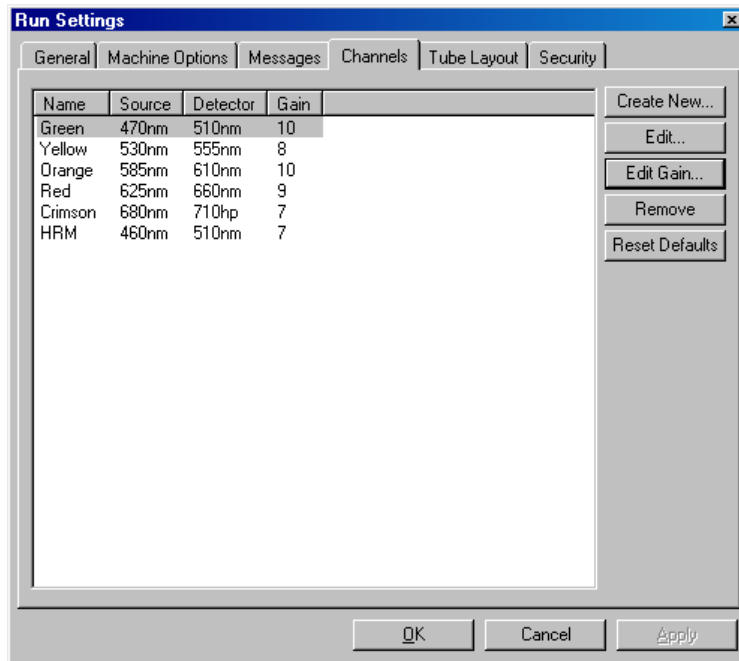 Run Settings
General Machine Options Messages Channels Tube Layout Security
Name Source Detector Gain
Green 470nm 510nm 10
Yellow 530nm 555nm 8
Orange 585nm 610nm 10
Red 625nm 660nm 9
Crimson 680nm 710hp 7
HRM 460nm 510nm 7
Create New...
Edit...
Edit Gain...
Remove
Reset Defaults
OK Cancel Apply